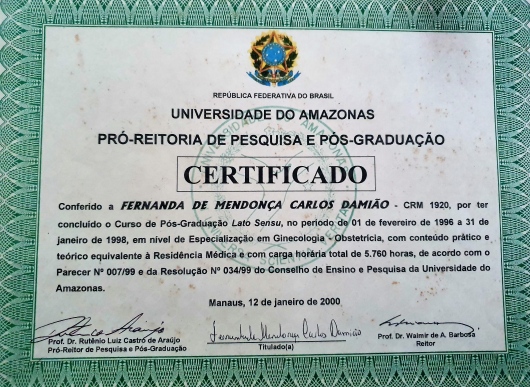 REPÚBLICA FEDERATIVA DO BRASIL
UNIVERSIDADE DO AMAZONAS
PRÓ-REITORIA DE PESQUISA E PÓS-GRADUAÇÃO
CERTIFICADO
Conferido a FERNANDA DE MENDONÇA CARLOS DAMIÃO - CRM 1920, por ter
concluído o Curso de Pós-Graduação Lato Sensu, no período de 01 de fevereiro de 1996 a 31 de
janeiro de 1998, em nível de Especialização em Ginecologia - Obstetrícia, com conteúdo prático e
teórico equivalente à Residência Médica e com carga horária total de 5.760 horas, de acordo com o
Parecer Nº 007/99 e da Resolução Nº 034/99 do Conselho de Ensino e Pesquisa da Universidade do
Amazonas.
Manaus, 12 de janeiro de 2000
Fernanda de Mendonça Carlos Damião
Prof. Dr. Rutênio Luiz Castro de Araújo
Pró-Reitor de Pesquisa e Pós-Graduação
Titulado(a)
Prof. Dr. Walmir de A. Barbosa
Reitor